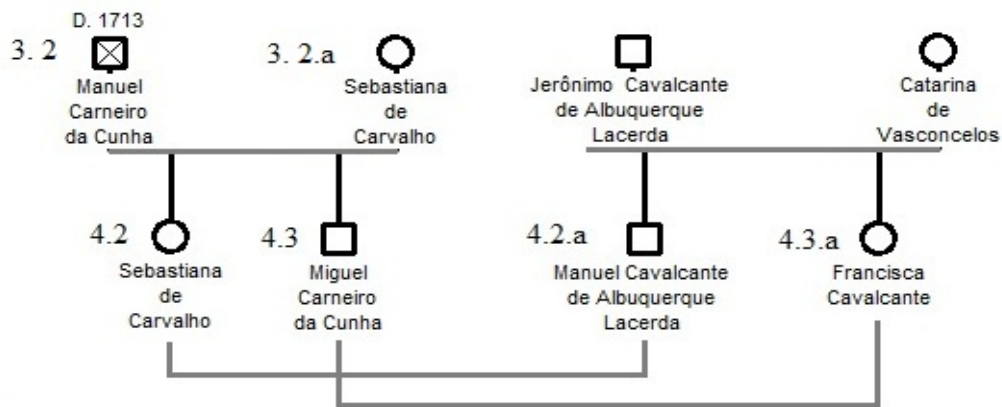 D. 1713
3. 2
Manuel
Carneiro
da Cunha
3. 2.a
Sebastiana
de
Carvalho
Jerônimo Cavalcante
de Albuquerque
Lacerda
Catarina
de
Vasconcelos
4.2
Sebastiana
de
Carvalho
4.3
Miguel
Carneiro
da Cunha
4.2.a
Manuel Cavalcante
de Albuquerque
Lacerda
4.3.a
Francisca
Cavalcante